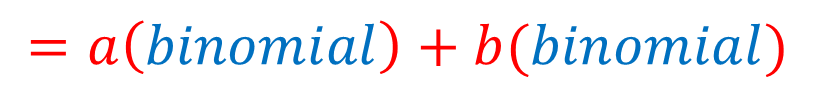 = a(binomial) + b(binomial)